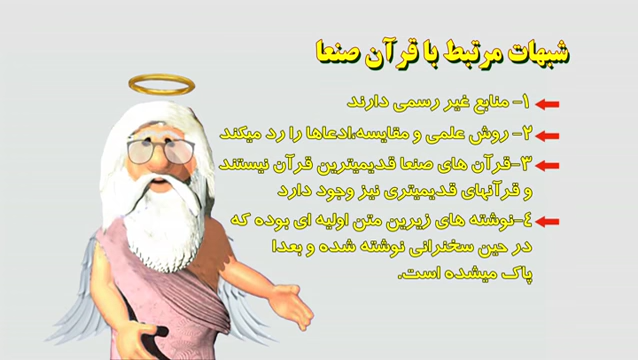 شبهات مرتبط با قرآن صنعا
۱- منابع غیر رسمی دارند
۲- روش علمی و مقایسه،ادعاها را رد میکند
۳-قرآن های صنعا قدیمیترین قرآن نیستند
و قرآنهای قدیمیتری نیز وجود دارد
۴-نوشته های زیرین متن اولیه ای بوده که
در حین سخنرانی نوشته شده و بعدا
پاک میشده است.